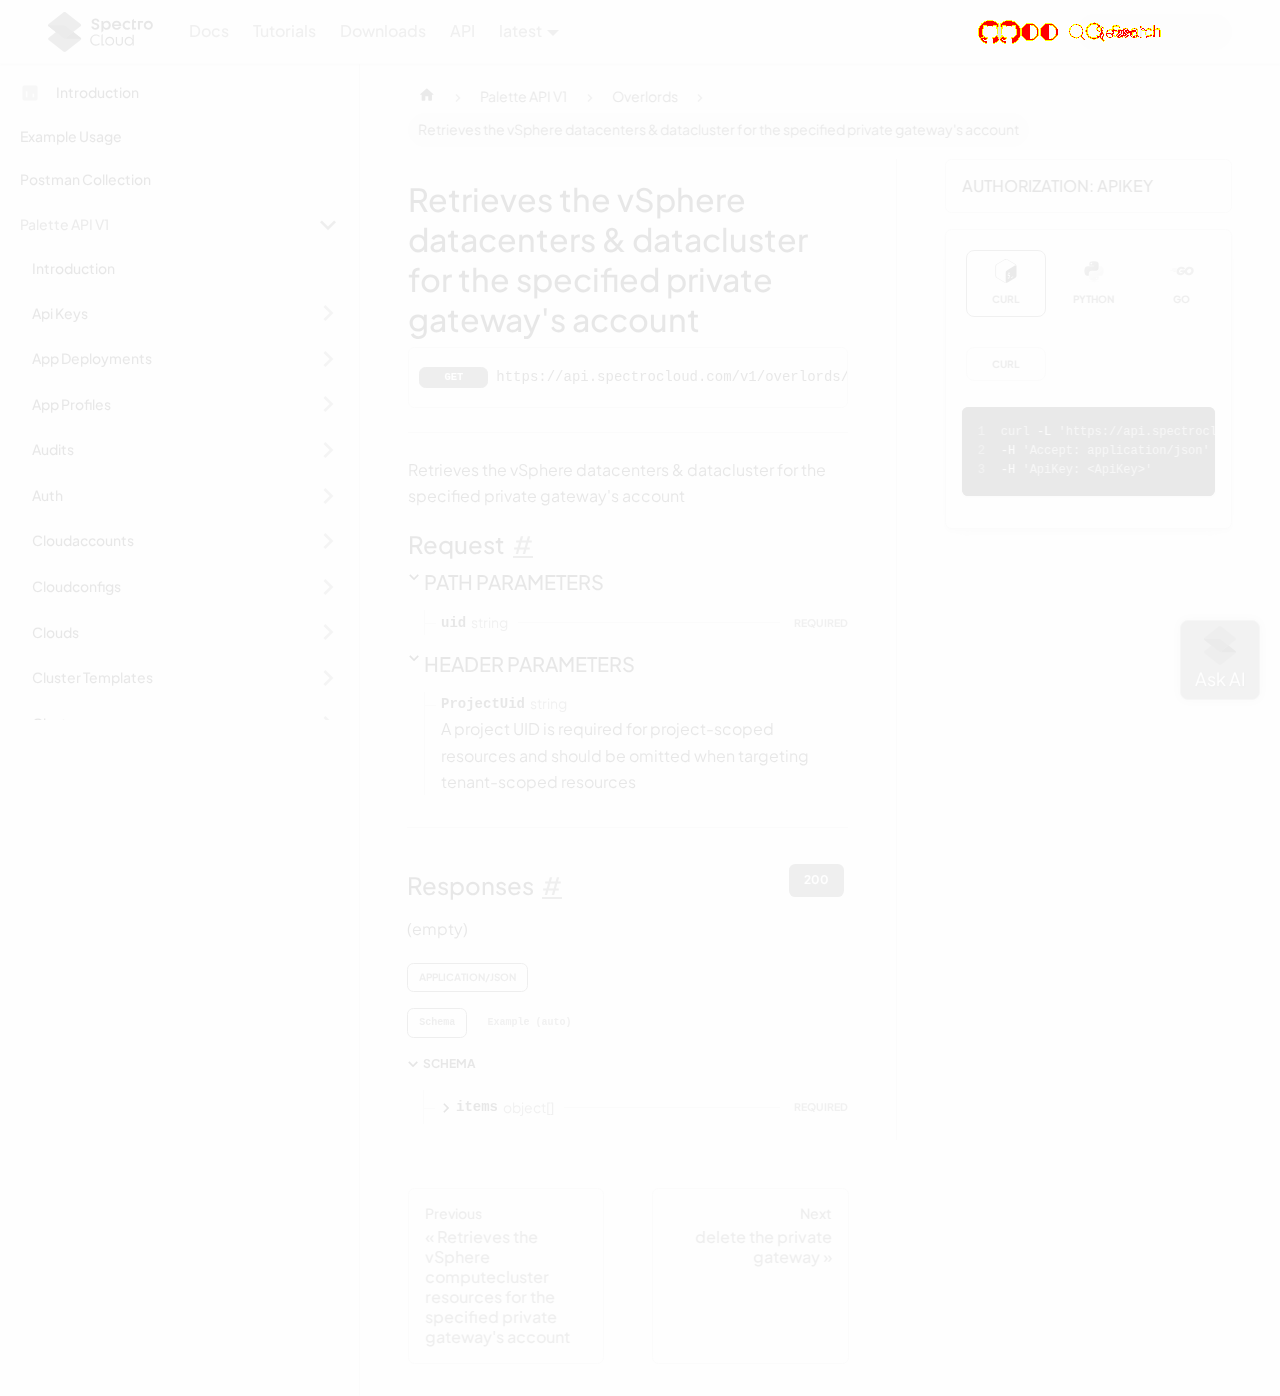 Spectro Cloud
Docs
Tutorials
Downloads
API
latest
Introduction
Example Usage
Postman Collection
Palette API V1
Introduction
Api Keys
App Deployments
App Profiles
Audits
Auth
Cloudaccounts
Cloudconfigs
Clouds
Cluster Templates
Palette API V1
Overlords
Retrieves the vSphere datacenters & datacluster for the specified private gateway's account
Retrieves the vSphere
datacenters & datacluster
for the specified private
gateway's account
GET https://api.spectrocloud.com/v1/overlords/
Retrieves the vSphere datacenters & datacluster for the
specified private gateway's account
Request #
PATH PARAMETERS
uid string REQUIRED
HEADER PARAMETERS
ProjectUid string
A project UID is required for project-scoped
resources and should be omitted when targeting
tenant-scoped resources
Responses #
200
(empty)
APPLICATION/JSON
Schema
Example (auto)
SCHEMA
items object[] REQUIRED
Previous
« Retrieves the
vSphere
computecluster
resources for the
specified private
gateway's account
Next
delete the private
gateway »
AUTHORIZATION: APIKEY
CURL
PYTHON
GO
GO
CURL
1 curl -L 'https://api.spectrocl
2 -H 'Accept: application/json'
3 -H 'ApiKey: <ApiKey>'
Ask AI